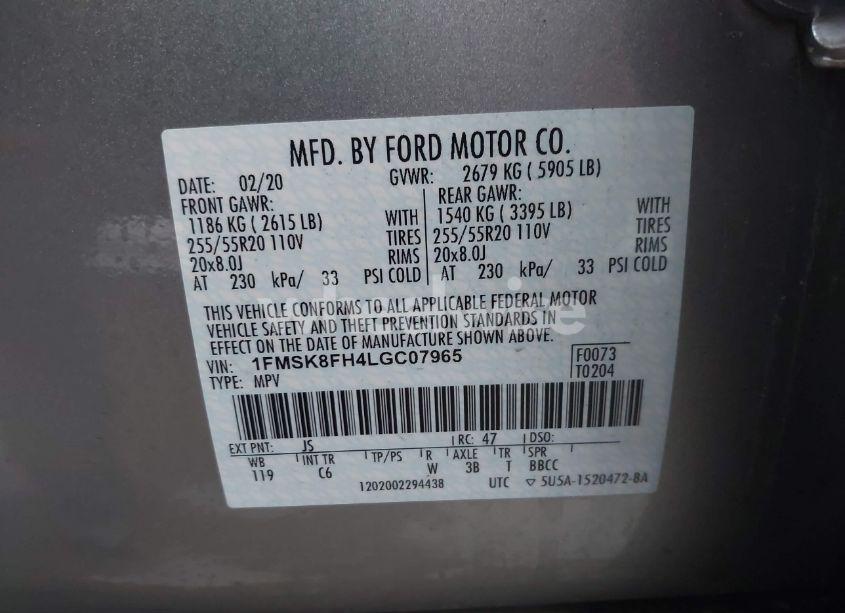 MFD. BY FORD MOTOR CO.
DATE: 02/20 GVWR: 2679 KG ( 5905 LB)
FRONT GAWR: REAR GAWR:
1186 KG ( 2615 LB) WITH 1540 KG ( 3395 LB) WITH
255/55R20 110V TIRES 255/55R20 110V TIRES
20x8.0J RIMS 20x8.0J RIMS
AT 230 kPa/ 33 PSI COLD AT 230 kPa/ 33 PSI COLD
THIS VEHICLE CONFORMS TO ALL APPLICABLE FEDERAL MOTOR
VEHICLE SAFETY AND THEFT PREVENTION STANDARDS IN
EFFECT ON THE DATE OF MANUFACTURE SHOWN ABOVE.
VIN: 1FMSK8FH4LGC07965 F0073
TYPE: MPV T0204
EXT PNT: JS RC: 47 DSO:
WB INT TR TP/PS R AXLE TR SPR
119 C6 W 3B T BBCC
1202002294438 UTC ▽ 5U5A-1520472-BA